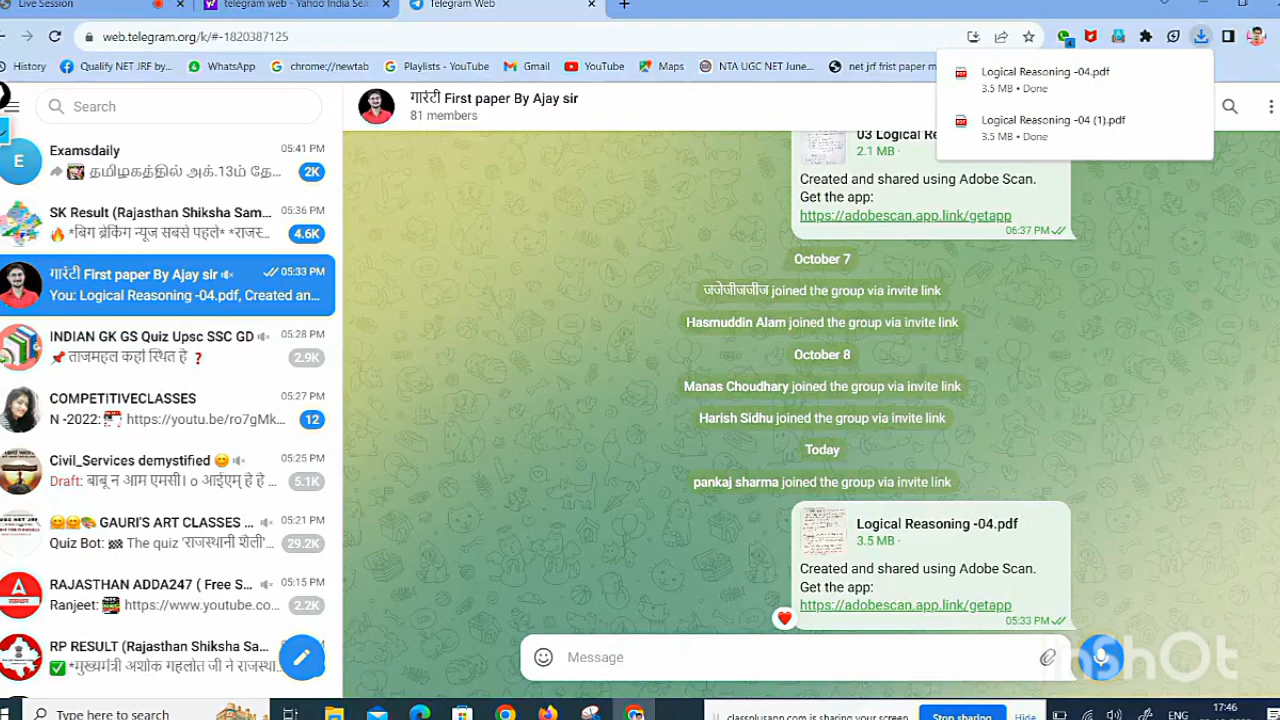 Live Session
telegram web - Yahoo India Sea
Telegram Web
web.telegram.org/k/#-1820387125
4
History
Qualify NET JRF by...
WhatsApp
chrome://newtab
Playlists - YouTube
Gmail
YouTube
Maps
NTA UGC NET June...
net jrf frist paper m
Logical Reasoning -04.pdf
3.5 MB • Done
Logical Reasoning -04 (1).pdf
3.5 MB • Done
Search
गारंटी First paper By Ajay sir
81 members
E
Examsdaily
05:41 PM
தமிழகத்தில் அக்.13ம் தே...
2K
SK Result (Rajasthan Shiksha Sam...
05:36 PM
🔥 *बिग ब्रेकिंग न्यूज सबसे पहले* *राजस्...
4.6K
गारंटी First paper By Ajay sir
05:33 PM
You: Logical Reasoning -04.pdf, Created an...
INDIAN GK GS Quiz Upsc SSC GD
05:28 PM
📌 ताजमहल कहाँ स्थित है ❓
2.9K
COMPETITIVECLASSES
05:27 PM
N -2022: https://youtu.be/ro7gMk...
12
Civil_Services demystified 😊
05:25 PM
Draft: बाबू न आम एमसी। o आईएम् हे हे ...
5.1K
GAURI'S ART CLASSES ...
05:21 PM
Quiz Bot: 🏁 The quiz 'राजस्थानी शैली'...
29.2K
RAJASTHAN ADDA247 ( Free S...
05:15 PM
Ranjeet: https://www.youtube.co...
2.2K
RP RESULT (Rajasthan Shiksha Sa...
✅ *मुख्यमंत्री अशोक गहलोत जी ने राजस्था...
03 Logical Re
2.1 MB ·
Created and shared using Adobe Scan.
Get the app:
https://adobescan.app.link/getapp
06:37 PM
October 7
जजेजीजजीज joined the group via invite link
Hasmuddin Alam joined the group via invite link
October 8
Manas Choudhary joined the group via invite link
Harish Sidhu joined the group via invite link
Today
pankaj sharma joined the group via invite link
Logical Reasoning -04.pdf
3.5 MB ·
Created and shared using Adobe Scan.
Get the app:
https://adobescan.app.link/getapp
05:33 PM
Message
InShOt
Type here to search
classplusapp.com is sharing your screen.
Stop sharing
Hide
ENG
17:46